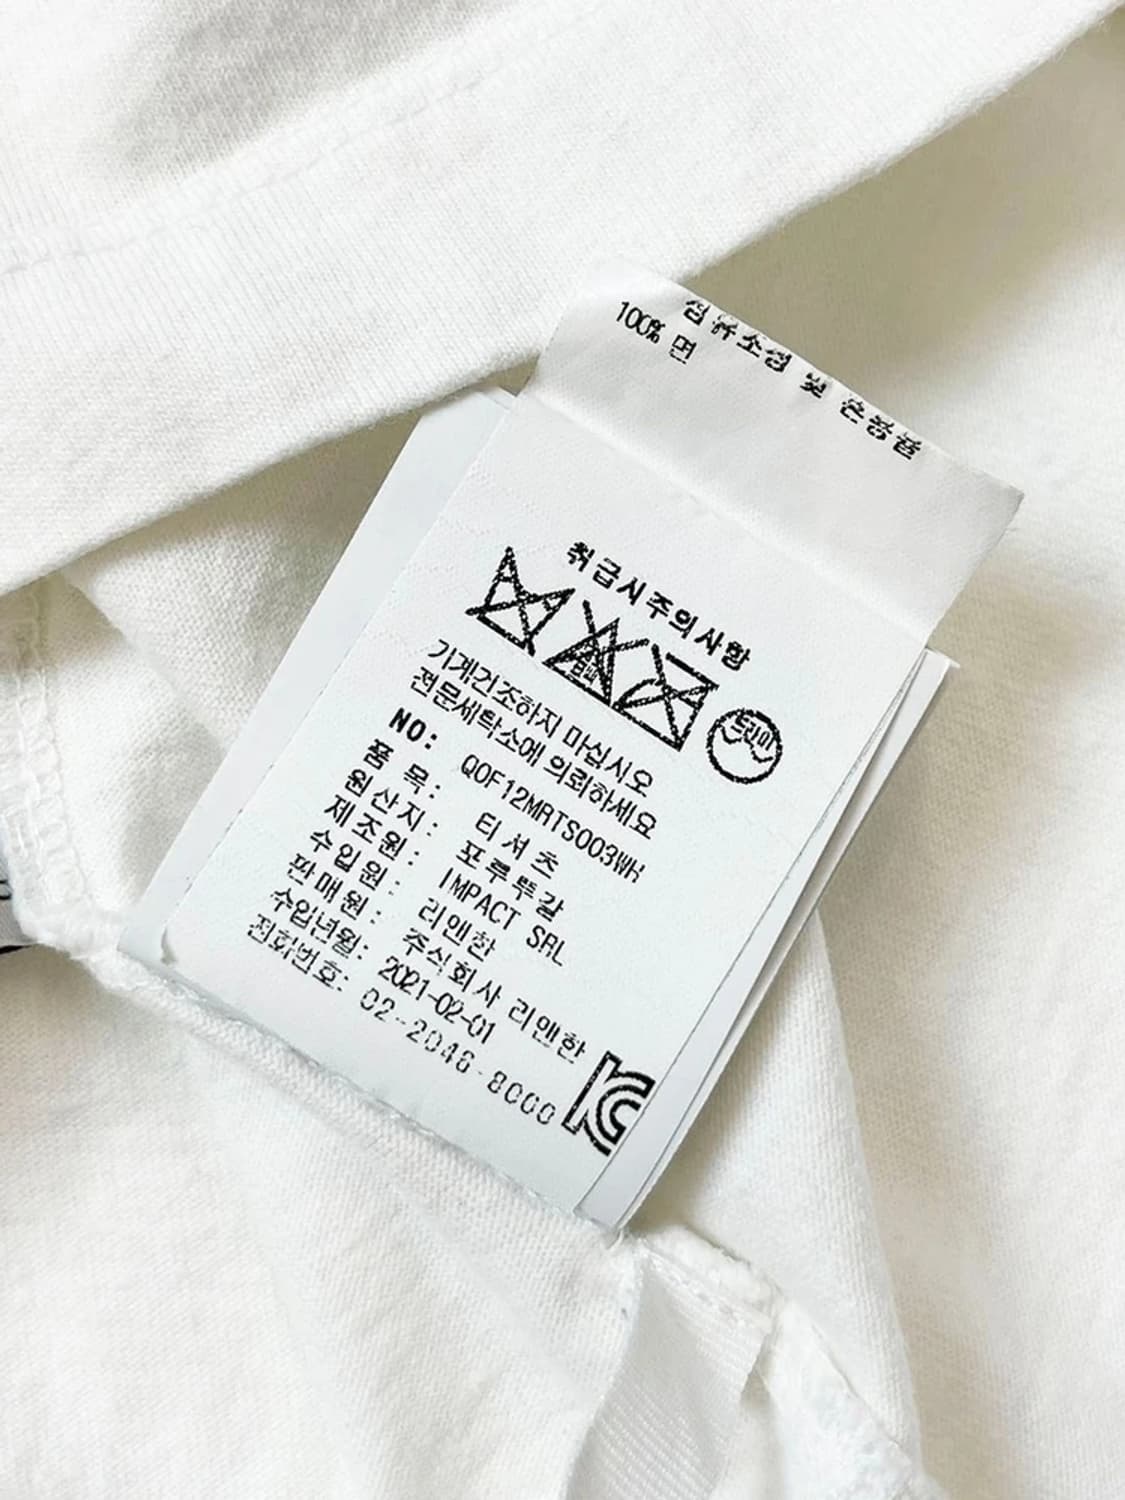 섬유조성 및 혼용률
100% 면
취급시주의사항
드라이
기계건조하지 마십시오
전문세탁소에 의뢰하세요
NO: QOF12MRTS003WH
품 목: 티셔츠
원산지: 포루뚜갈
제조원: IMPACT SRL
수입원: 리앤한
판매원: 주식회사 리앤한
수입년월: 2021-02-01
전화번호: 02-2046-8000